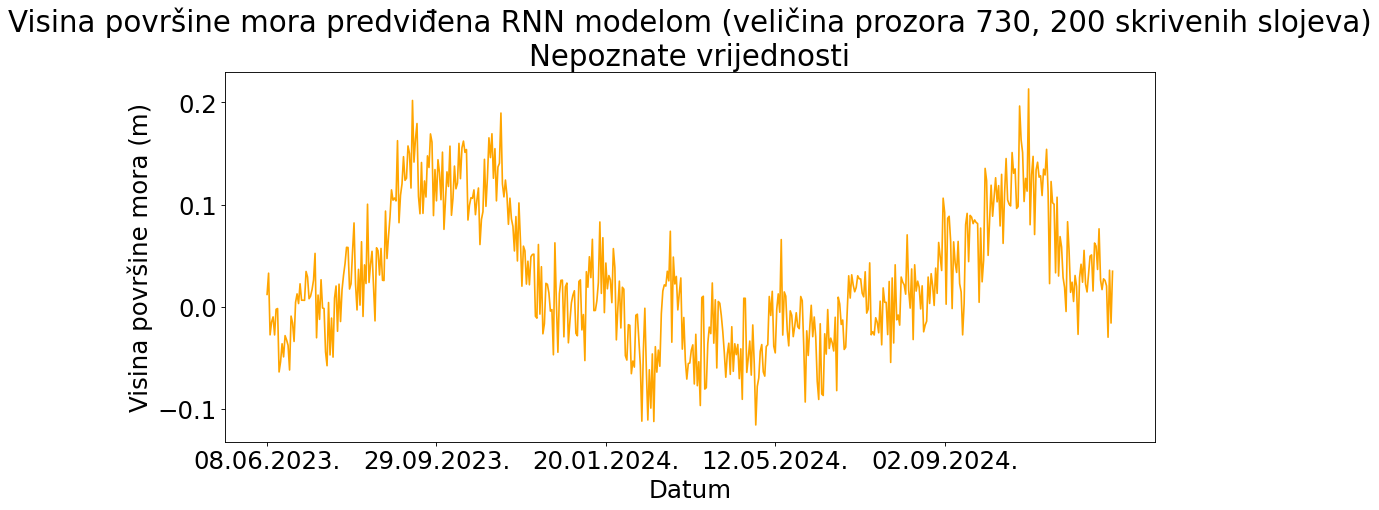 Visina površine mora predviđena RNN modelom (veličina prozora 730, 200 skrivenih slojeva)
Nepoznate vrijednosti
Visina površine mora (m)
0.2
0.1
0.0
−0.1
08.06.2023. 29.09.2023. 20.01.2024. 12.05.2024. 02.09.2024.
Datum